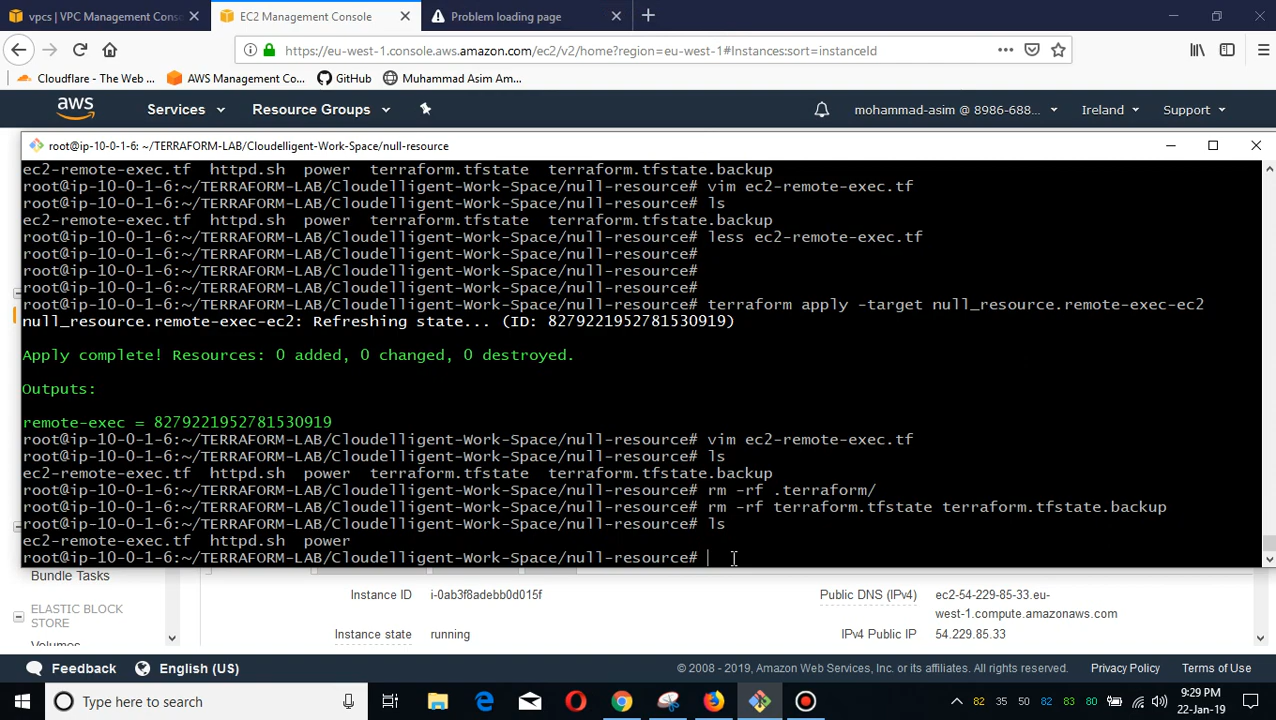 vpcs | VPC Management Cons
EC2 Management Console
Problem loading page
https://eu-west-1.console.aws.amazon.com/ec2/v2/home?region=eu-west-1#Instances:sort=instanceId
Cloudflare - The Web ...
AWS Management Co...
GitHub
Muhammad Asim Am...
aws
Services
Resource Groups
mohammad-asim @ 8986-688...
Ireland
Support
root@ip-10-0-1-6: ~/TERRAFORM-LAB/Cloudelligent-Work-Space/null-resource
ec2-remote-exec.tf httpd.sh power terraform.tfstate terraform.tfstate.backup
root@ip-10-0-1-6:~/TERRAFORM-LAB/Cloudelligent-Work-Space/null-resource# vim ec2-remote-exec.tf
root@ip-10-0-1-6:~/TERRAFORM-LAB/Cloudelligent-Work-Space/null-resource# ls
ec2-remote-exec.tf httpd.sh power terraform.tfstate terraform.tfstate.backup
root@ip-10-0-1-6:~/TERRAFORM-LAB/Cloudelligent-Work-Space/null-resource# less ec2-remote-exec.tf
root@ip-10-0-1-6:~/TERRAFORM-LAB/Cloudelligent-Work-Space/null-resource#
root@ip-10-0-1-6:~/TERRAFORM-LAB/Cloudelligent-Work-Space/null-resource#
root@ip-10-0-1-6:~/TERRAFORM-LAB/Cloudelligent-Work-Space/null-resource#
root@ip-10-0-1-6:~/TERRAFORM-LAB/Cloudelligent-Work-Space/null-resource# terraform apply -target null_resource.remote-exec-ec2
null_resource.remote-exec-ec2: Refreshing state... (ID: 8279221952781530919)
Apply complete! Resources: 0 added, 0 changed, 0 destroyed.
Outputs:
remote-exec = 8279221952781530919
root@ip-10-0-1-6:~/TERRAFORM-LAB/Cloudelligent-Work-Space/null-resource# vim ec2-remote-exec.tf
root@ip-10-0-1-6:~/TERRAFORM-LAB/Cloudelligent-Work-Space/null-resource# ls
ec2-remote-exec.tf httpd.sh power terraform.tfstate terraform.tfstate.backup
root@ip-10-0-1-6:~/TERRAFORM-LAB/Cloudelligent-Work-Space/null-resource# rm -rf .terraform/
root@ip-10-0-1-6:~/TERRAFORM-LAB/Cloudelligent-Work-Space/null-resource# rm -rf terraform.tfstate terraform.tfstate.backup
root@ip-10-0-1-6:~/TERRAFORM-LAB/Cloudelligent-Work-Space/null-resource# ls
ec2-remote-exec.tf httpd.sh power
root@ip-10-0-1-6:~/TERRAFORM-LAB/Cloudelligent-Work-Space/null-resource#
Bundle Tasks
ELASTIC BLOCK
STORE
Volumes
Instance ID
i-0ab3f8adebb0d015f
Public DNS (IPv4)
ec2-54-229-85-33.eu-
west-1.compute.amazonaws.com
Instance state
running
IPv4 Public IP
54.229.85.33
Feedback
English (US)
© 2008 - 2019, Amazon Web Services, Inc. or its affiliates. All rights reserved.
Privacy Policy
Terms of Use
Type here to search
82 35 50 82 83 80
9:29 PM
22-Jan-19